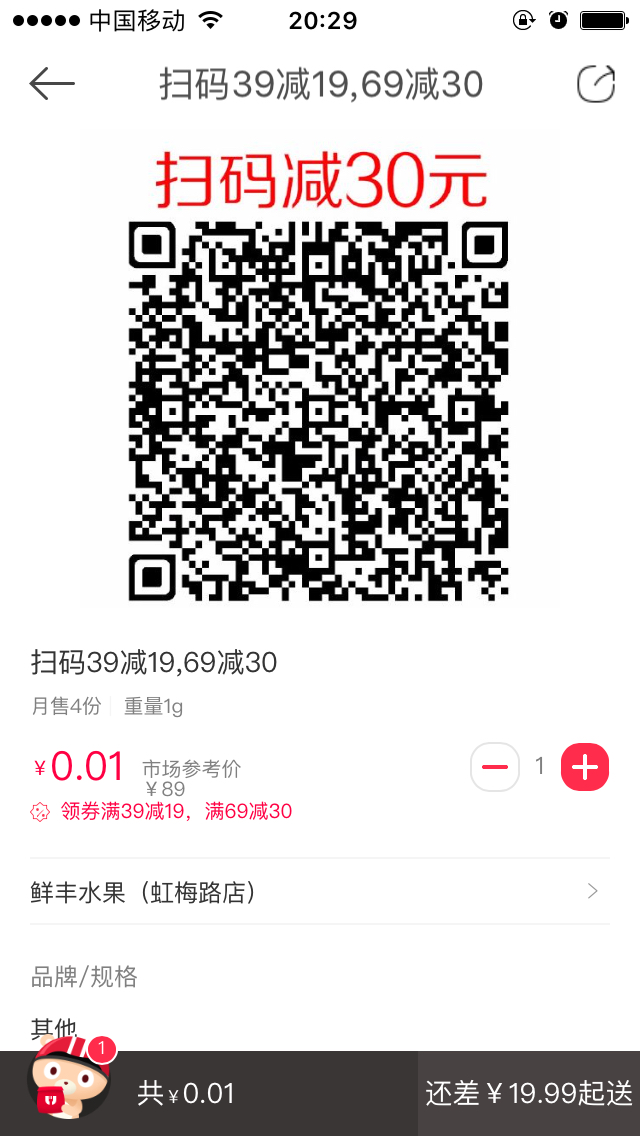 中国移动 20:29
扫码39减19,69减30
扫码减30元
扫码39减19,69减30
月售4份 重量1g
¥0.01 市场参考价
¥89
1
领券满39减19，满69减30
鲜丰水果（虹梅路店）
品牌/规格
其他
1
共¥0.01 还差¥19.99起送